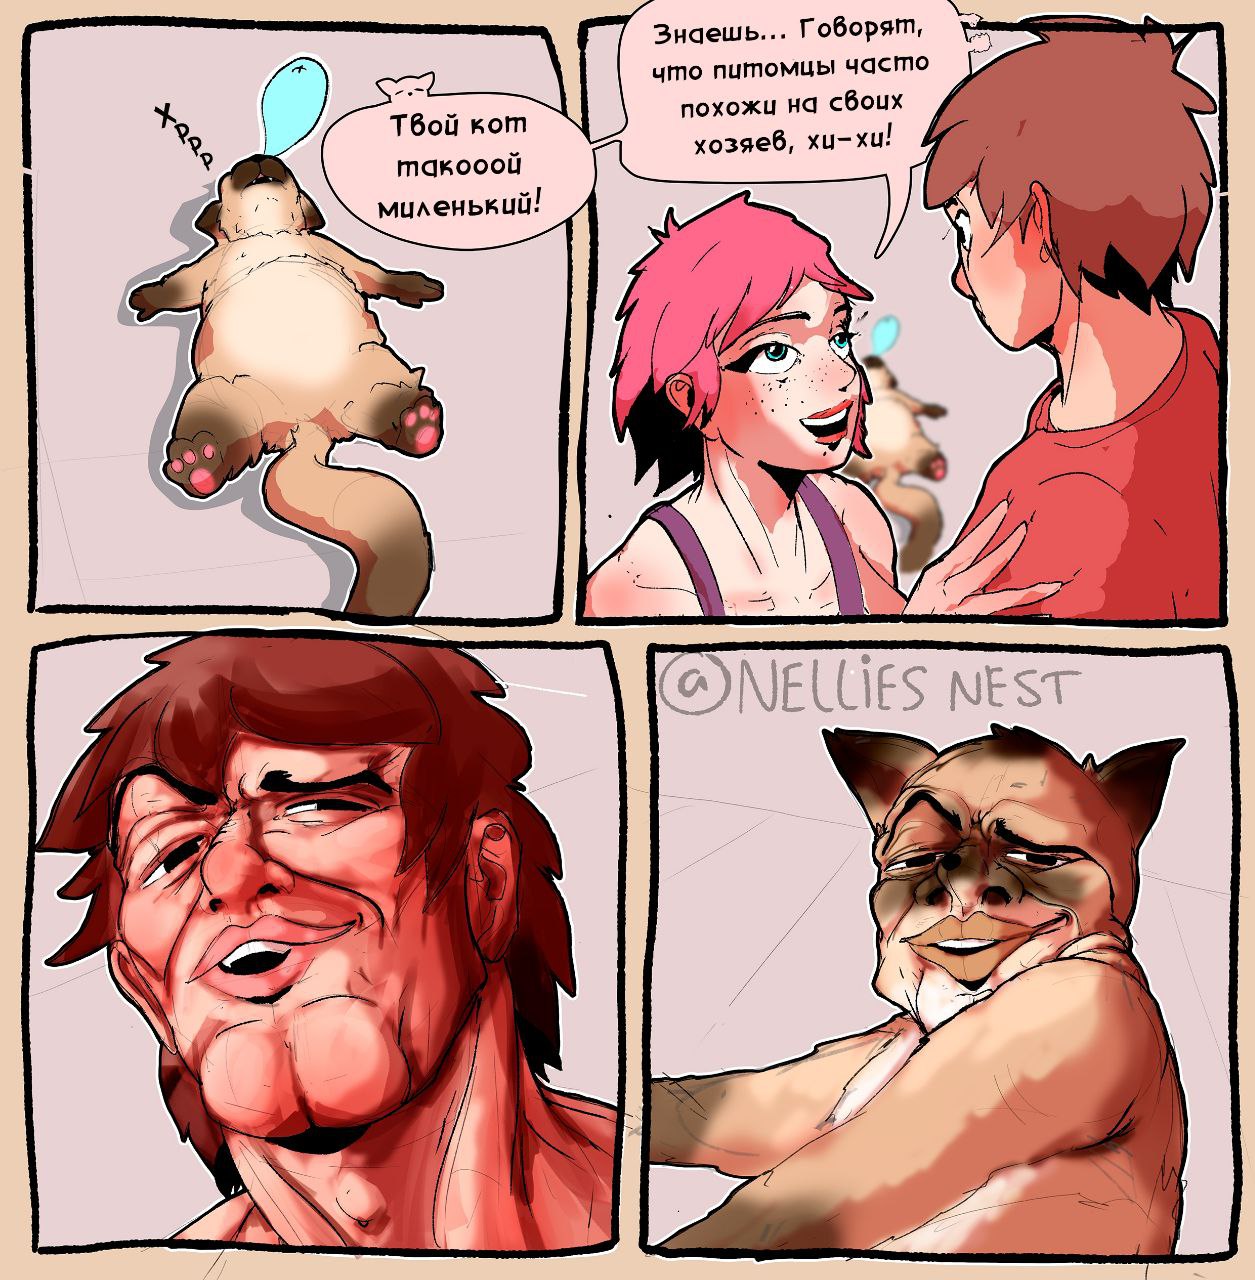 Хррр
Твой кот
такооой
миленький!
Знаешь... Говорят,
что питомцы часто
похожи на своих
хозяев, хи-хи!
@NELLIES NEST